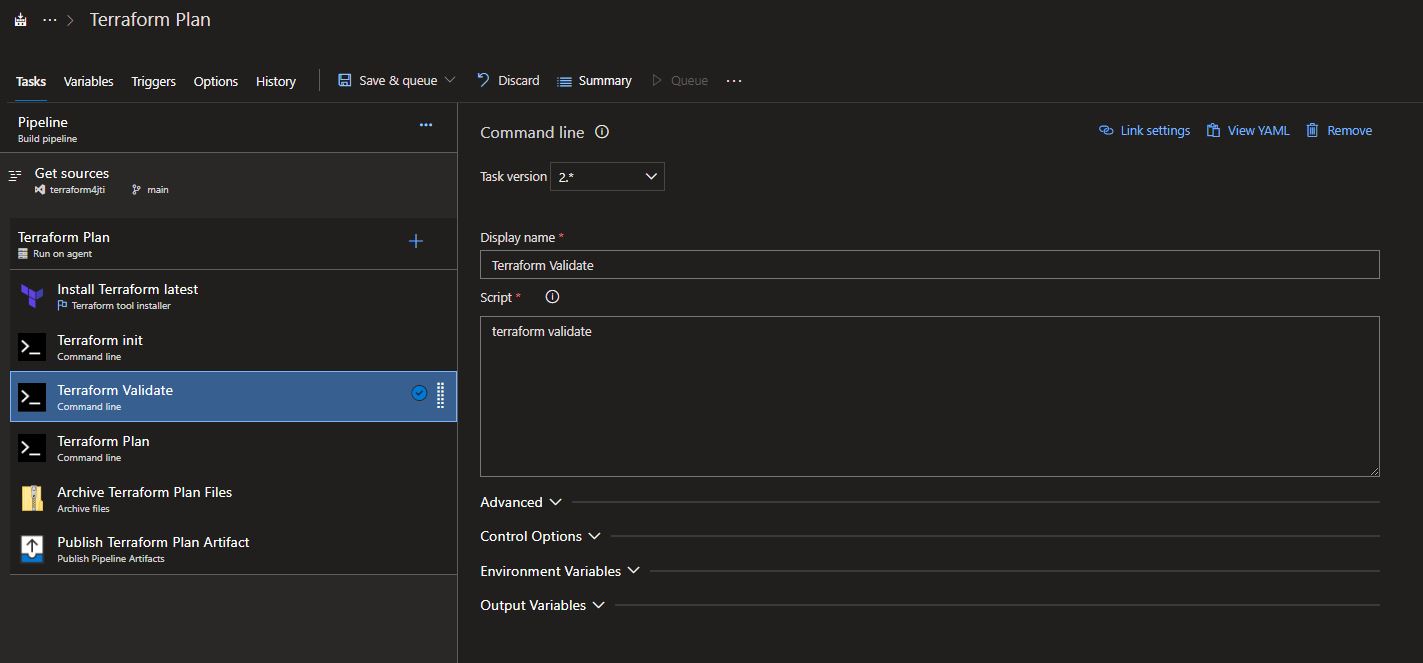 ... > Terraform Plan
Tasks Variables Triggers Options History Save & queue Discard Summary Queue ...
Pipeline ...
Build pipeline
Get sources
terraform4jti main
Terraform Plan
Run on agent
Install Terraform latest
Terraform tool installer
Terraform init
Command line
Terraform Validate
Command line
Terraform Plan
Command line
Archive Terraform Plan Files
Archive files
Publish Terraform Plan Artifact
Publish Pipeline Artifacts
Command line Link settings View YAML Remove
Task version 2.*
Display name *
Terraform Validate
Script *
terraform validate
Advanced
Control Options
Environment Variables
Output Variables